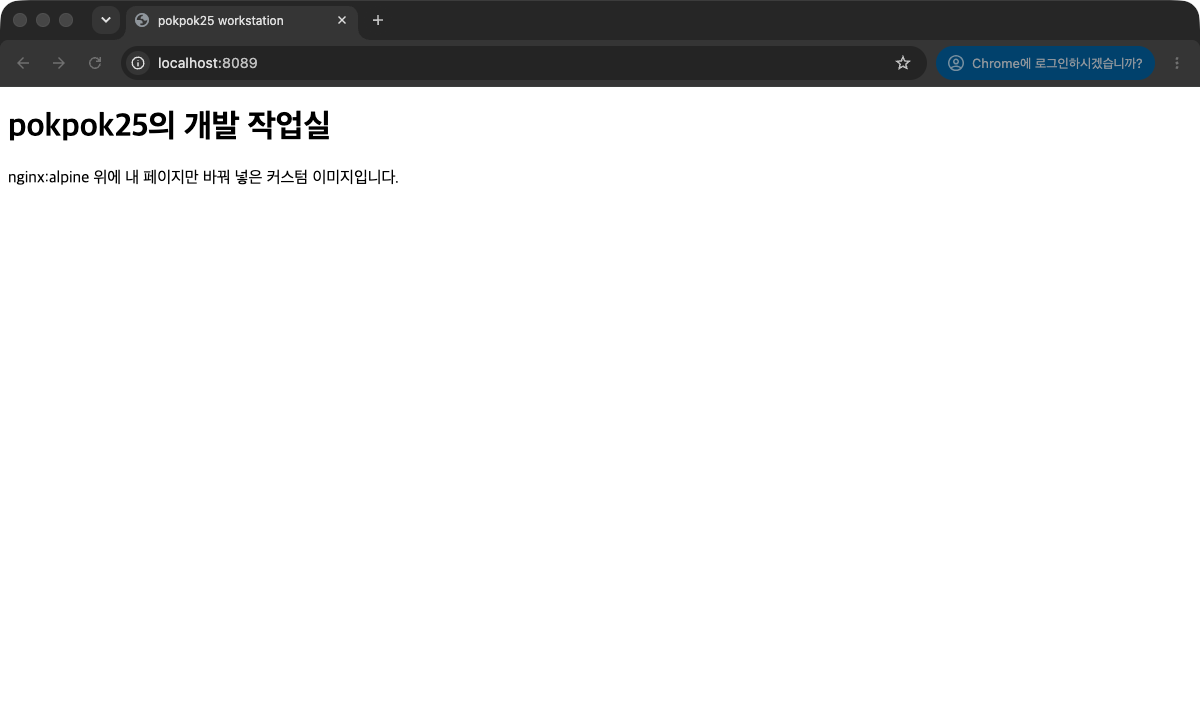 pokpok25 workstation
localhost:8089
Chrome에 로그인하시겠습니까?
pokpok25의 개발 작업실
nginx:alpine 위에 내 페이지만 바꿔 넣은 커스텀 이미지입니다.